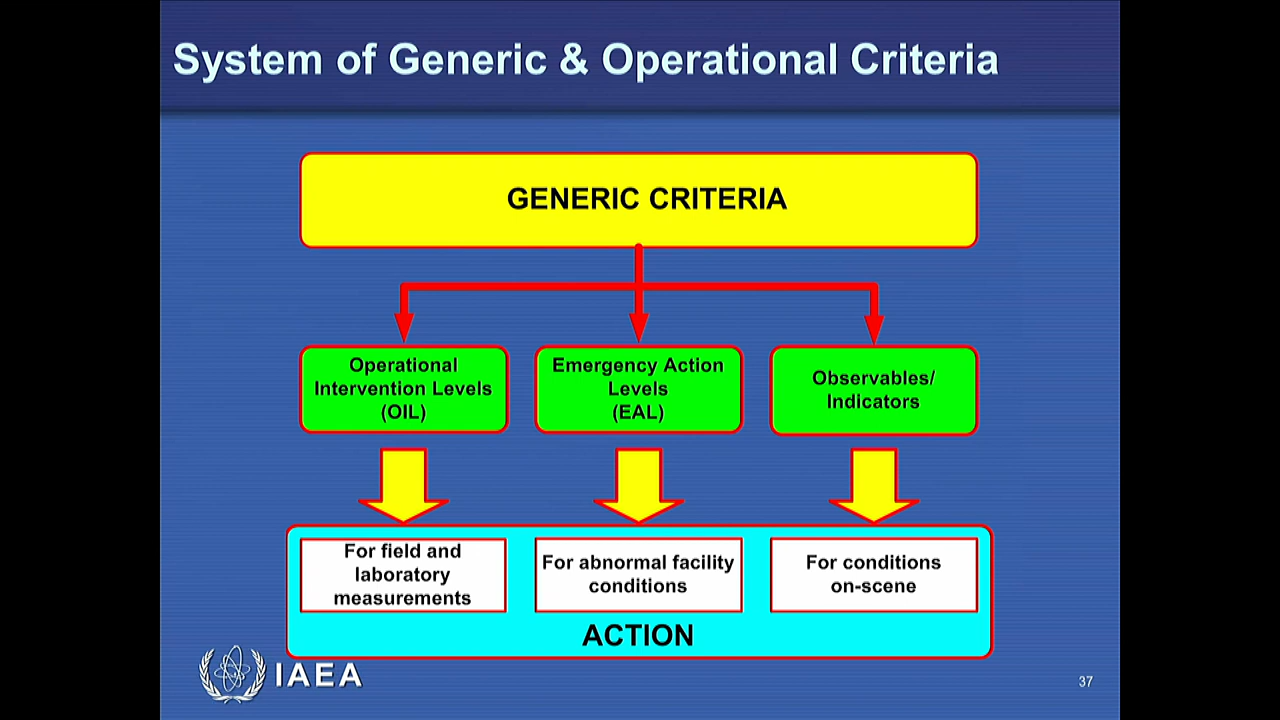 System of Generic & Operational Criteria
GENERIC CRITERIA
Operational
Intervention Levels
(OIL)
Emergency Action
Levels
(EAL)
Observables/
Indicators
For field and
laboratory
measurements
For abnormal facility
conditions
For conditions
on-scene
ACTION
IAEA
37